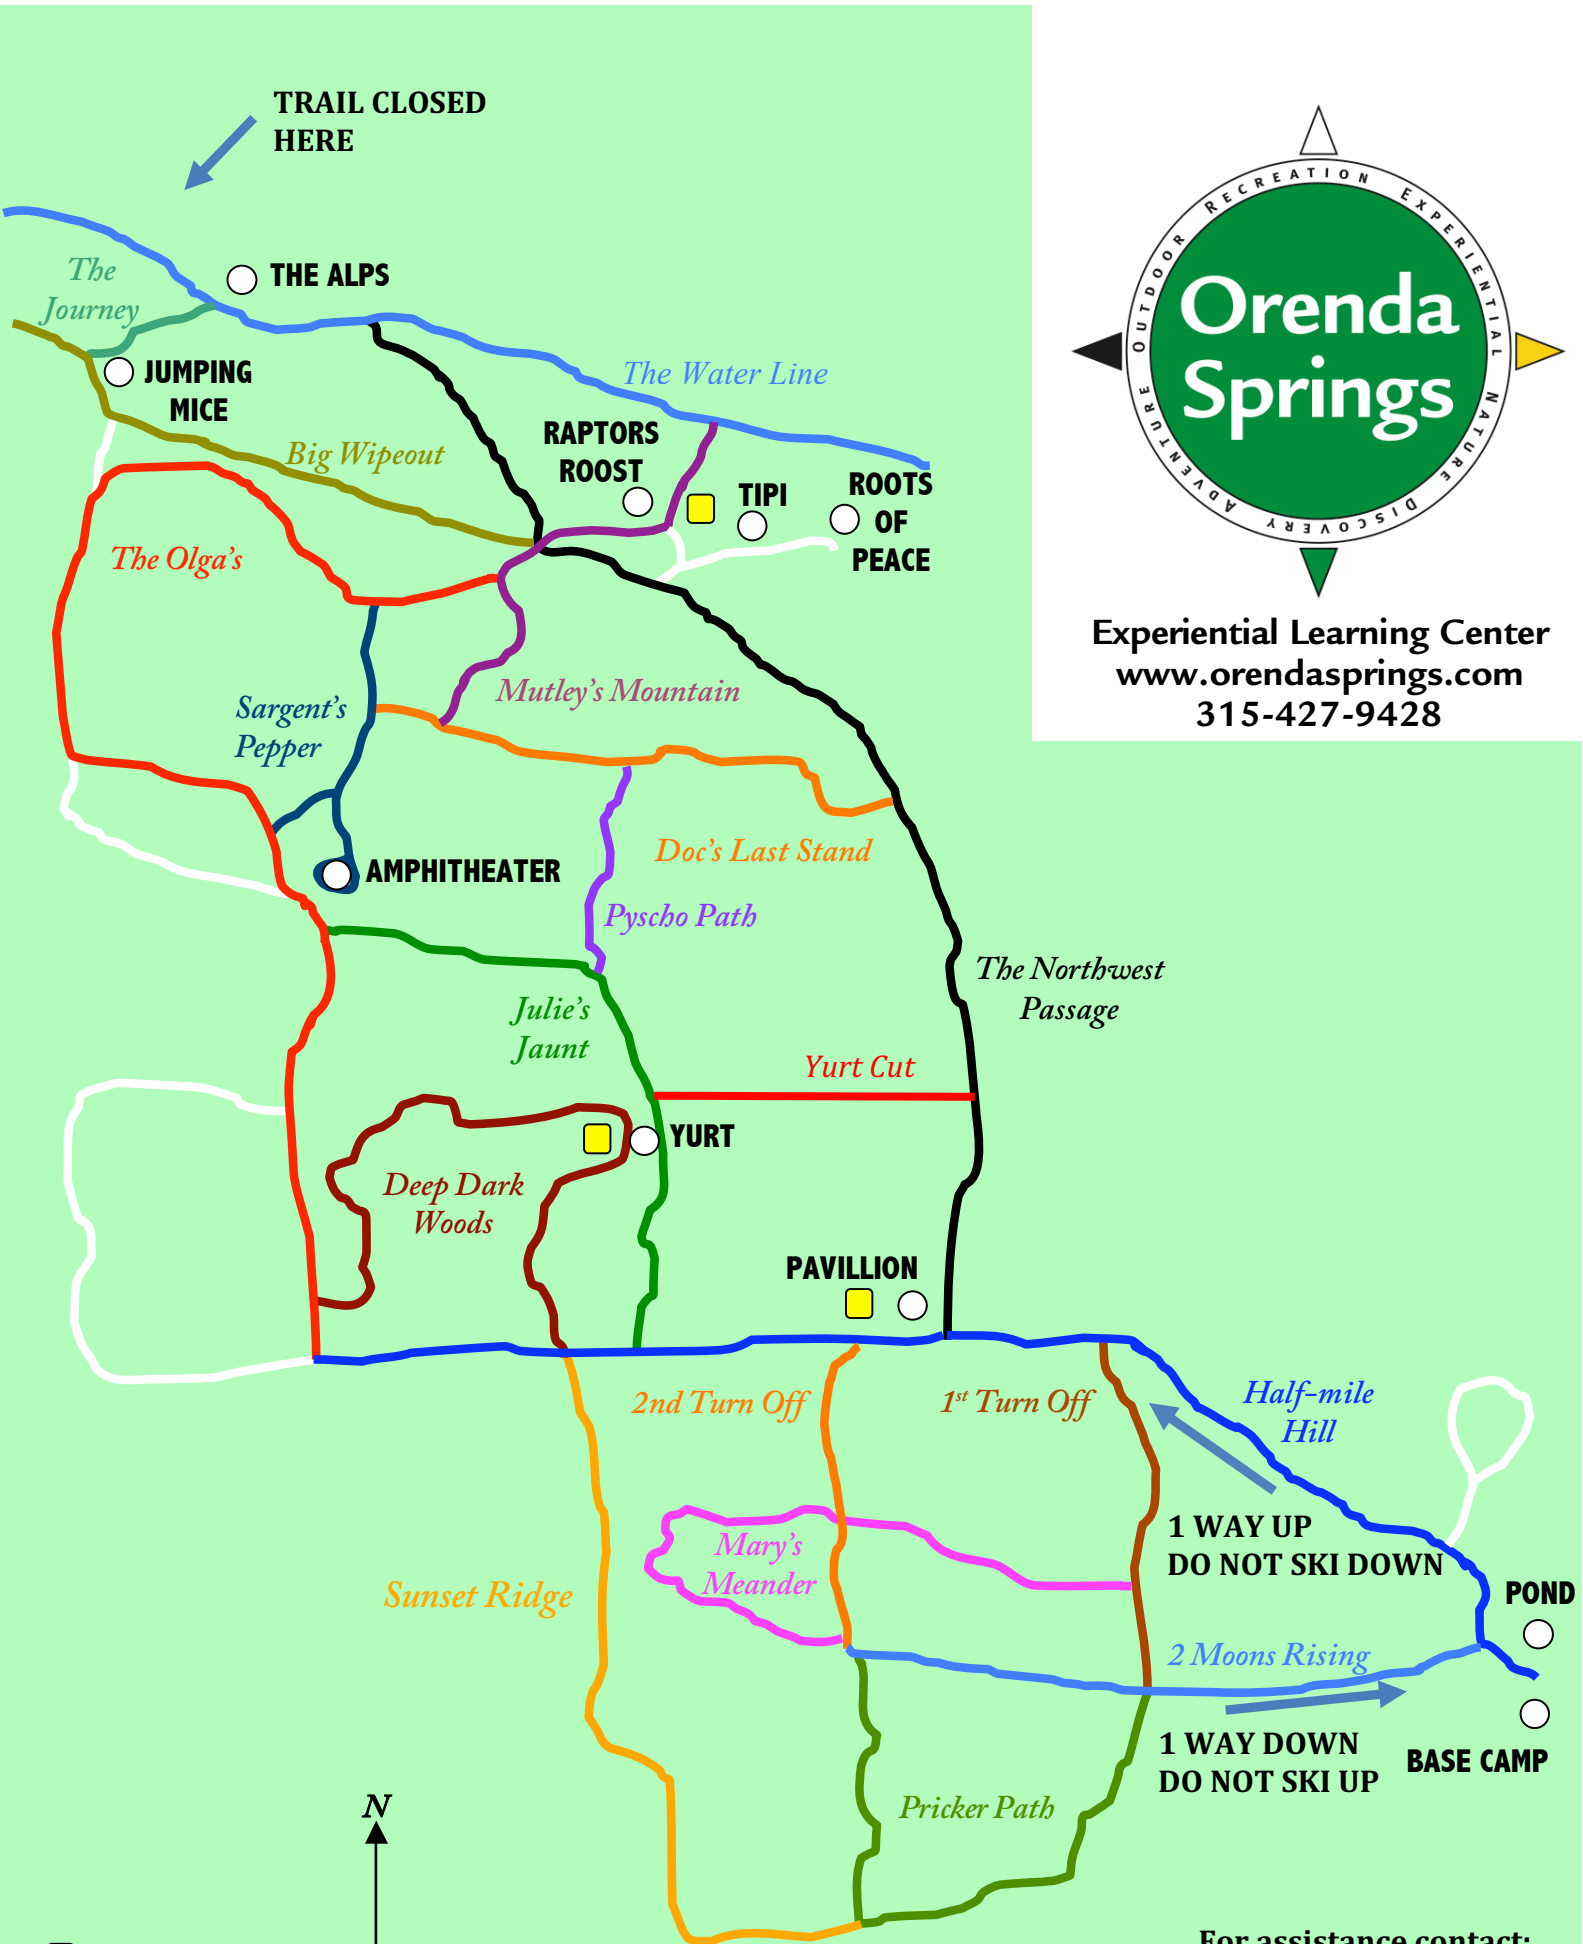 TRAIL CLOSED
HERE
OUTDOOR RECREATION EXPERIENTIAL NATURE DISCOVERY ADVENTURE
Orenda
Springs
Experiential Learning Center
www.orendasprings.com
315-427-9428
The
Journey
THE ALPS
JUMPING
MICE
The Water Line
Big Wipeout
RAPTORS
ROOST
TIPI
ROOTS
OF
PEACE
The Olga's
Mutley's Mountain
Sargent's
Pepper
Doc's Last Stand
AMPHITHEATER
Pyscho Path
The Northwest
Passage
Julie's
Jaunt
Yurt Cut
YURT
Deep Dark
Woods
PAVILLION
2nd Turn Off
1st Turn Off
Half-mile
Hill
1 WAY UP
DO NOT SKI DOWN
Mary's
Meander
Sunset Ridge
POND
2 Moons Rising
1 WAY DOWN
DO NOT SKI UP
BASE CAMP
Pricker Path
N
For assistance contact: